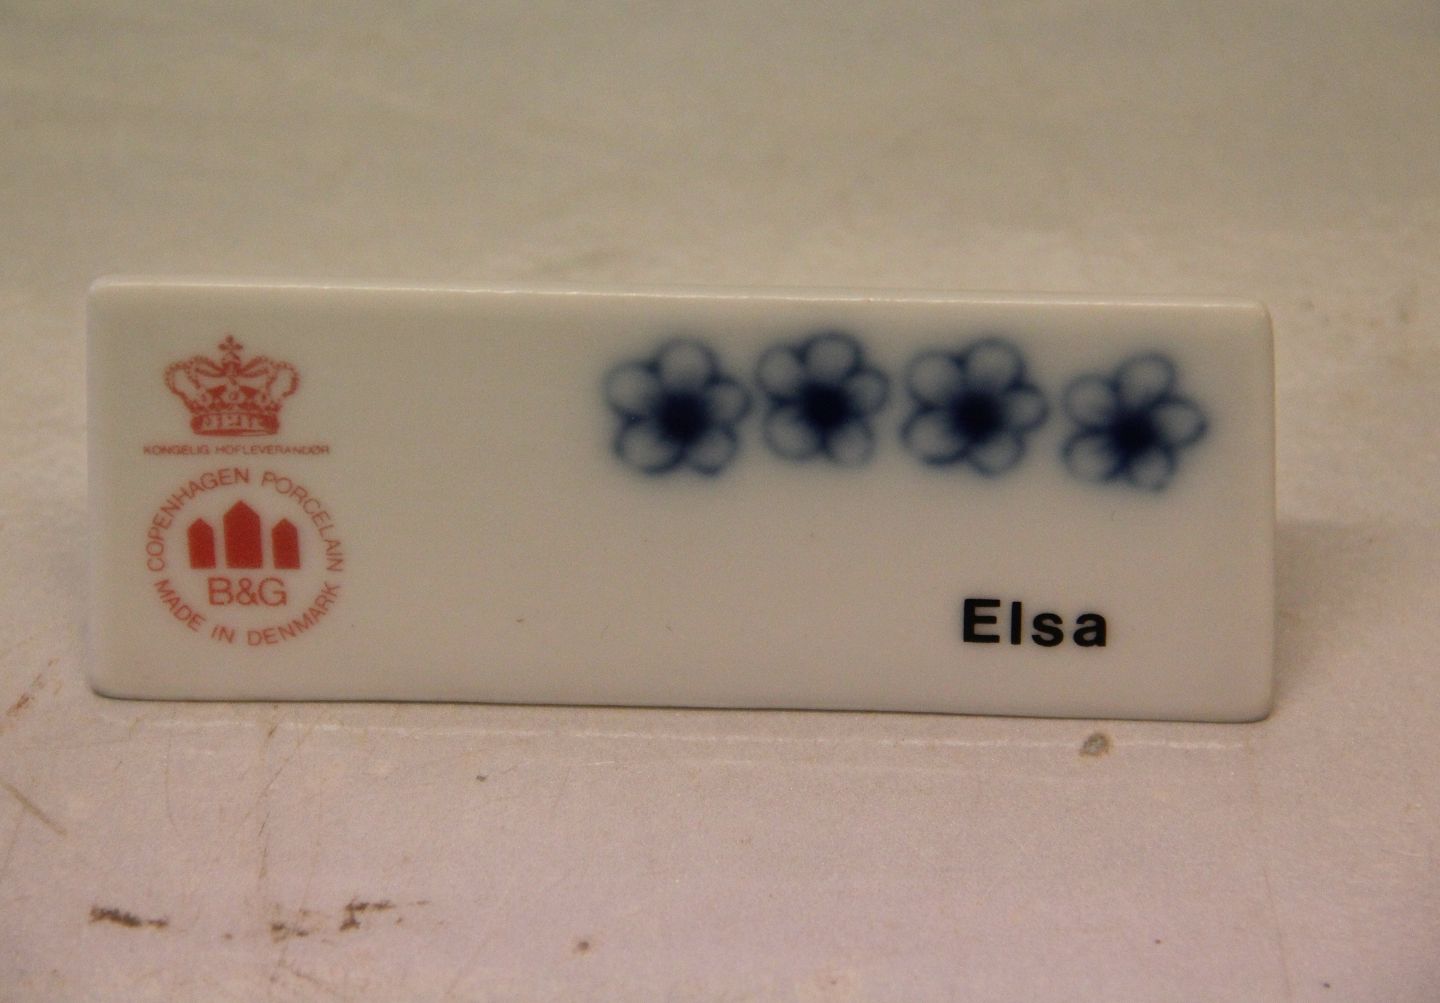 KONGELIG HOFLEVERANDØR
COPENHAGEN PORCELAIN
B&G
MADE IN DENMARK
Elsa